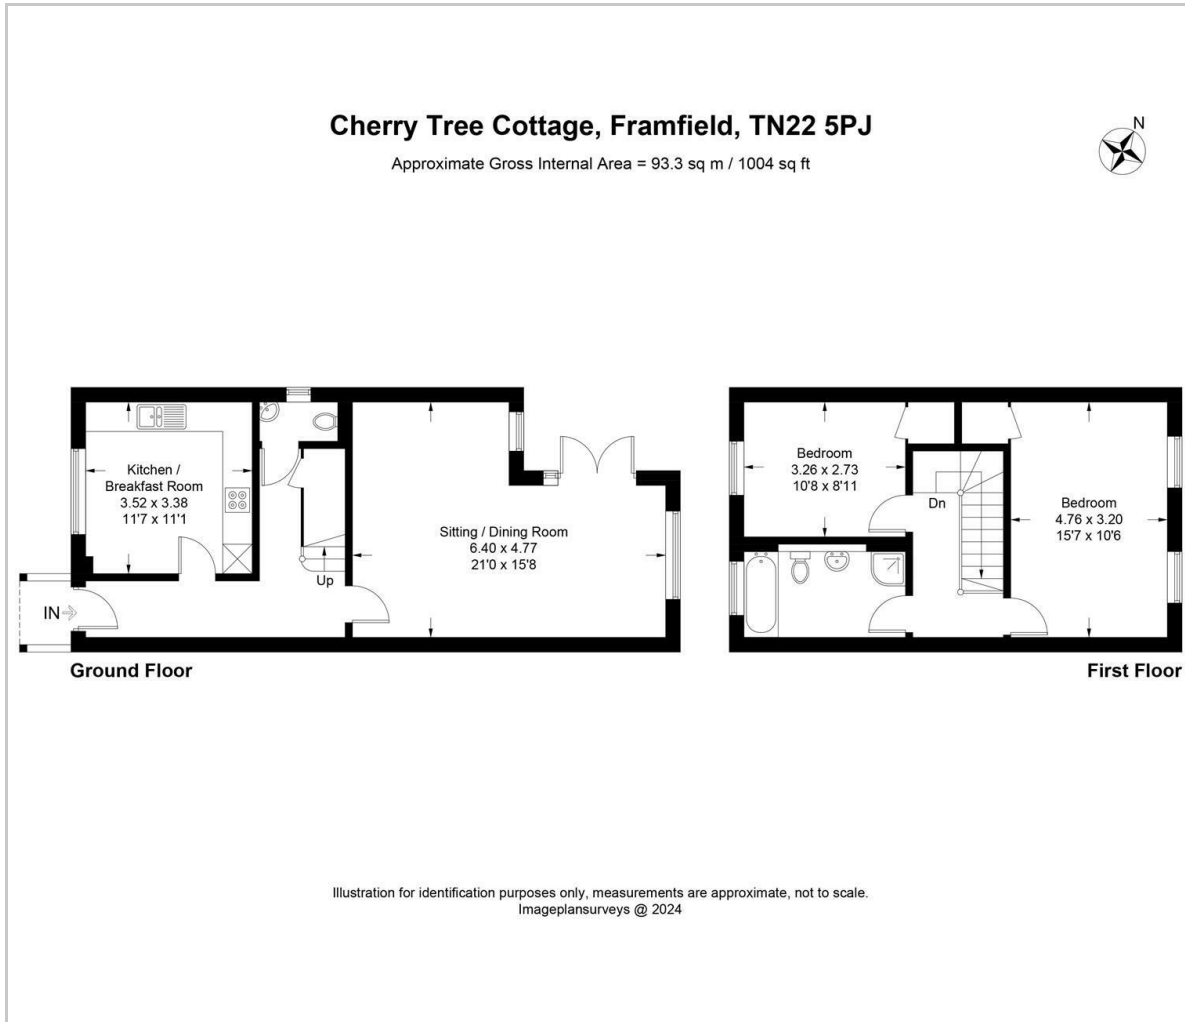 Cherry Tree Cottage, Framfield, TN22 5PJ
Approximate Gross Internal Area = 93.3 sq m / 1004 sq ft
N
Kitchen /
Breakfast Room
3.52 x 3.38
11'7 x 11'1
Sitting / Dining Room
6.40 x 4.77
21'0 x 15'8
Up
IN
Ground Floor
Bedroom
3.26 x 2.73
10'8 x 8'11
Dn
Bedroom
4.76 x 3.20
15'7 x 10'6
First Floor
Illustration for identification purposes only, measurements are approximate, not to scale.
Imageplansurveys @ 2024